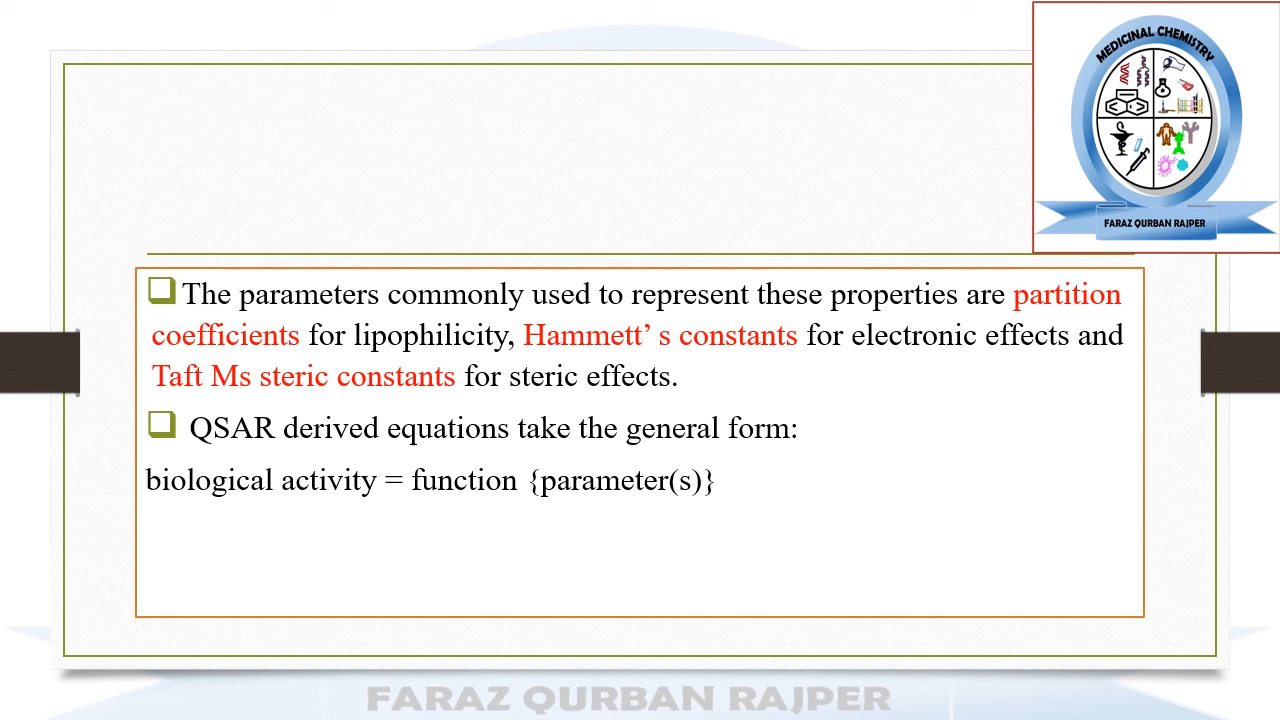 MEDICINAL CHEMISTRY
FARAZ QURBAN RAJPER
The parameters commonly used to represent these properties are partition
coefficients for lipophilicity, Hammett’ s constants for electronic effects and
Taft Ms steric constants for steric effects.
QSAR derived equations take the general form:
biological activity = function {parameter(s)}
FARAZ QURBAN RAJPER